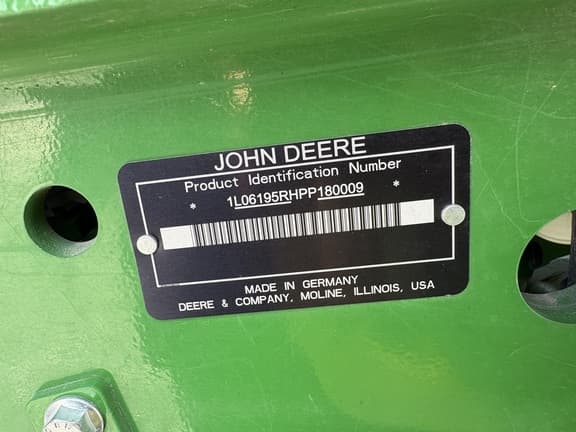 JOHN DEERE
Product Identification Number
* 1L06195RHPP180009 *
MADE IN GERMANY
DEERE & COMPANY, MOLINE, ILLINOIS, USA